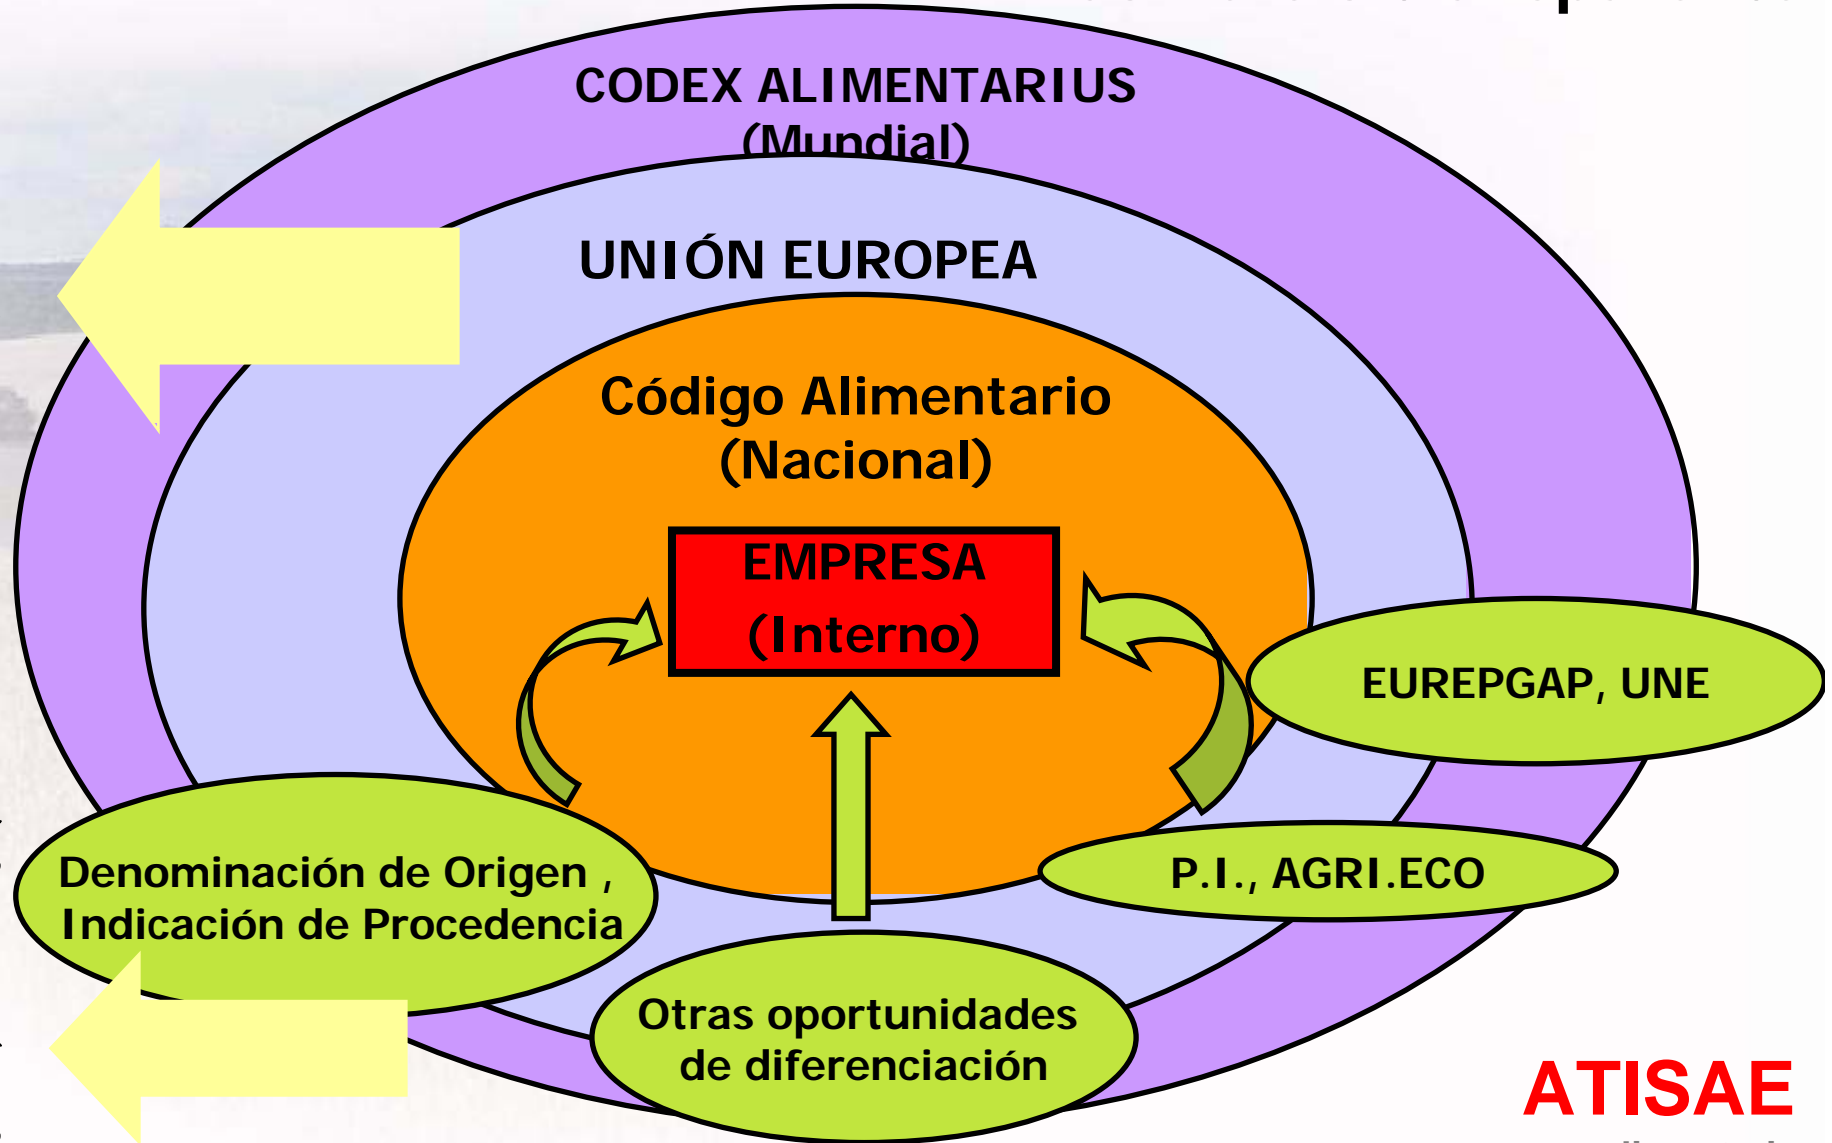 CODEX ALIMENTARIUS
(Mundial)
UNIÓN EUROPEA
Código Alimentario
(Nacional)
EMPRESA
(Interno)
EUREPGAP, UNE
P.I., AGRI.ECO
Denominación de Origen ,
Indicación de Procedencia
Otras oportunidades
de diferenciación
ATISAE